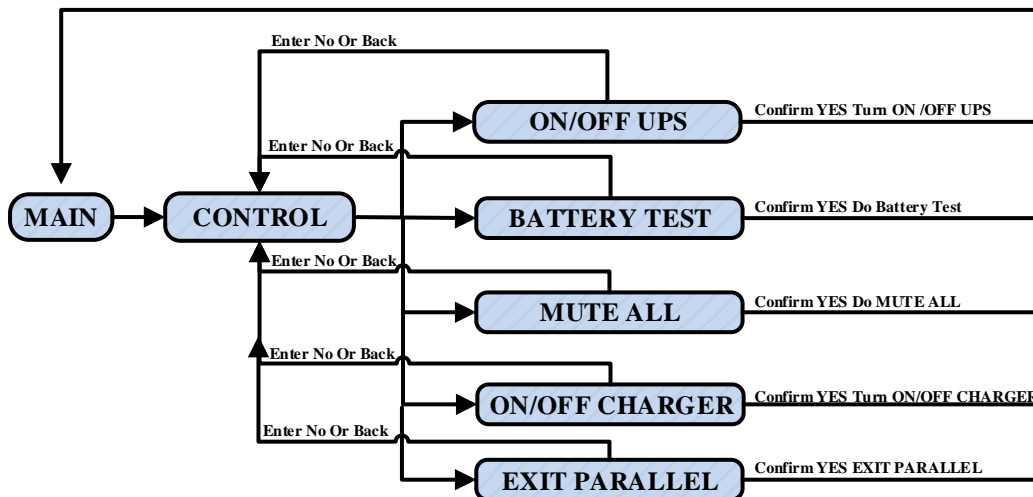 Enter No Or Back
ON/OFF UPS
Confirm YES Turn ON /OFF UPS
Enter No Or Back
MAIN
CONTROL
BATTERY TEST
Confirm YES Do Battery Test
Enter No Or Back
MUTE ALL
Confirm YES Do MUTE ALL
Enter No Or Back
ON/OFF CHARGER
Confirm YES Turn ON/OFF CHARGER
Enter No Or Back
EXIT PARALLEL
Confirm YES EXIT PARALLEL